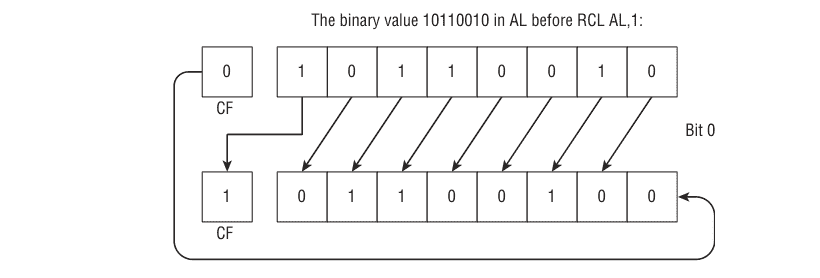 The binary value 10110010 in AL before RCL AL,1:
0 1 0 1 1 0 0 1 0
CF
Bit 0
1 0 1 1 0 0 1 0 0
CF